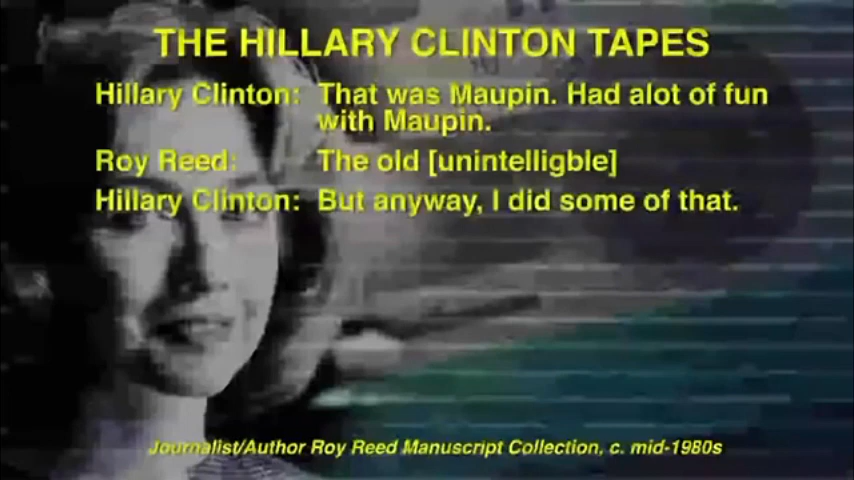 THE HILLARY CLINTON TAPES
Hillary Clinton: That was Maupin. Had alot of fun
with Maupin.
Roy Reed: The old [unintelligble]
Hillary Clinton: But anyway, I did some of that.
Journalist/Author Roy Reed Manuscript Collection, c. mid-1980s